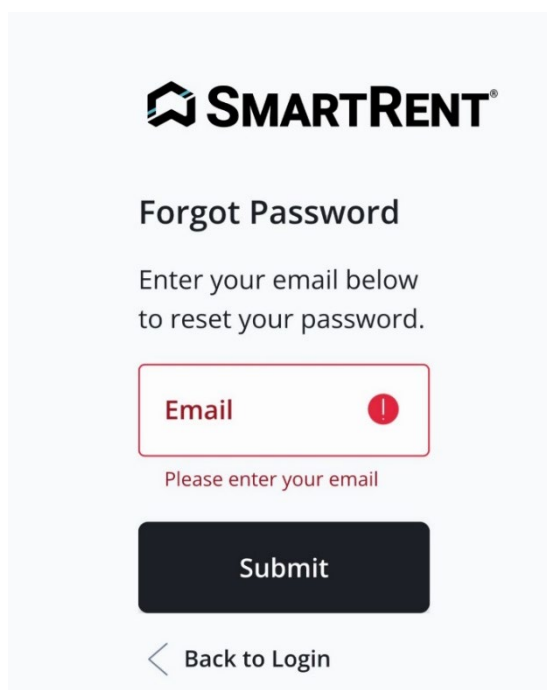 SMARTRENT®
Forgot Password
Enter your email below
to reset your password.
Email
Please enter your email
Submit
Back to Login